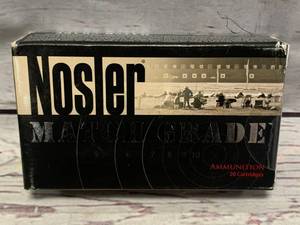 Nosler®
MATCH GRADE
AMMUNITION
20 Cartridges